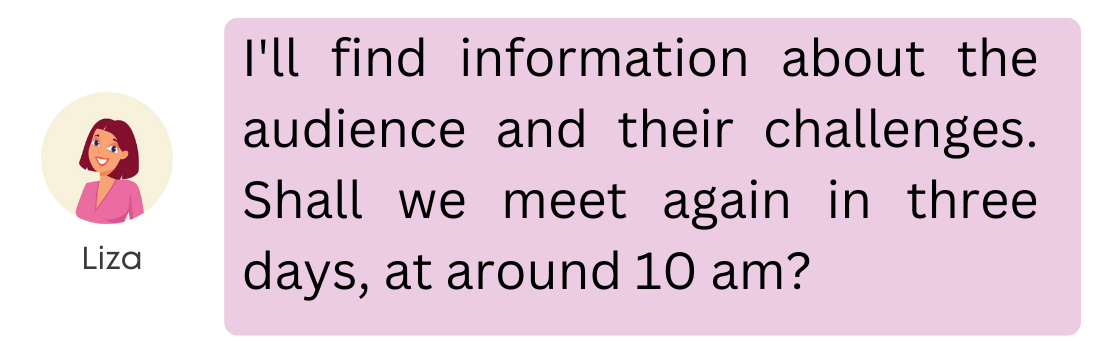 I'll find information about the
audience and their challenges.
Shall we meet again in three
days, at around 10 am?
Liza